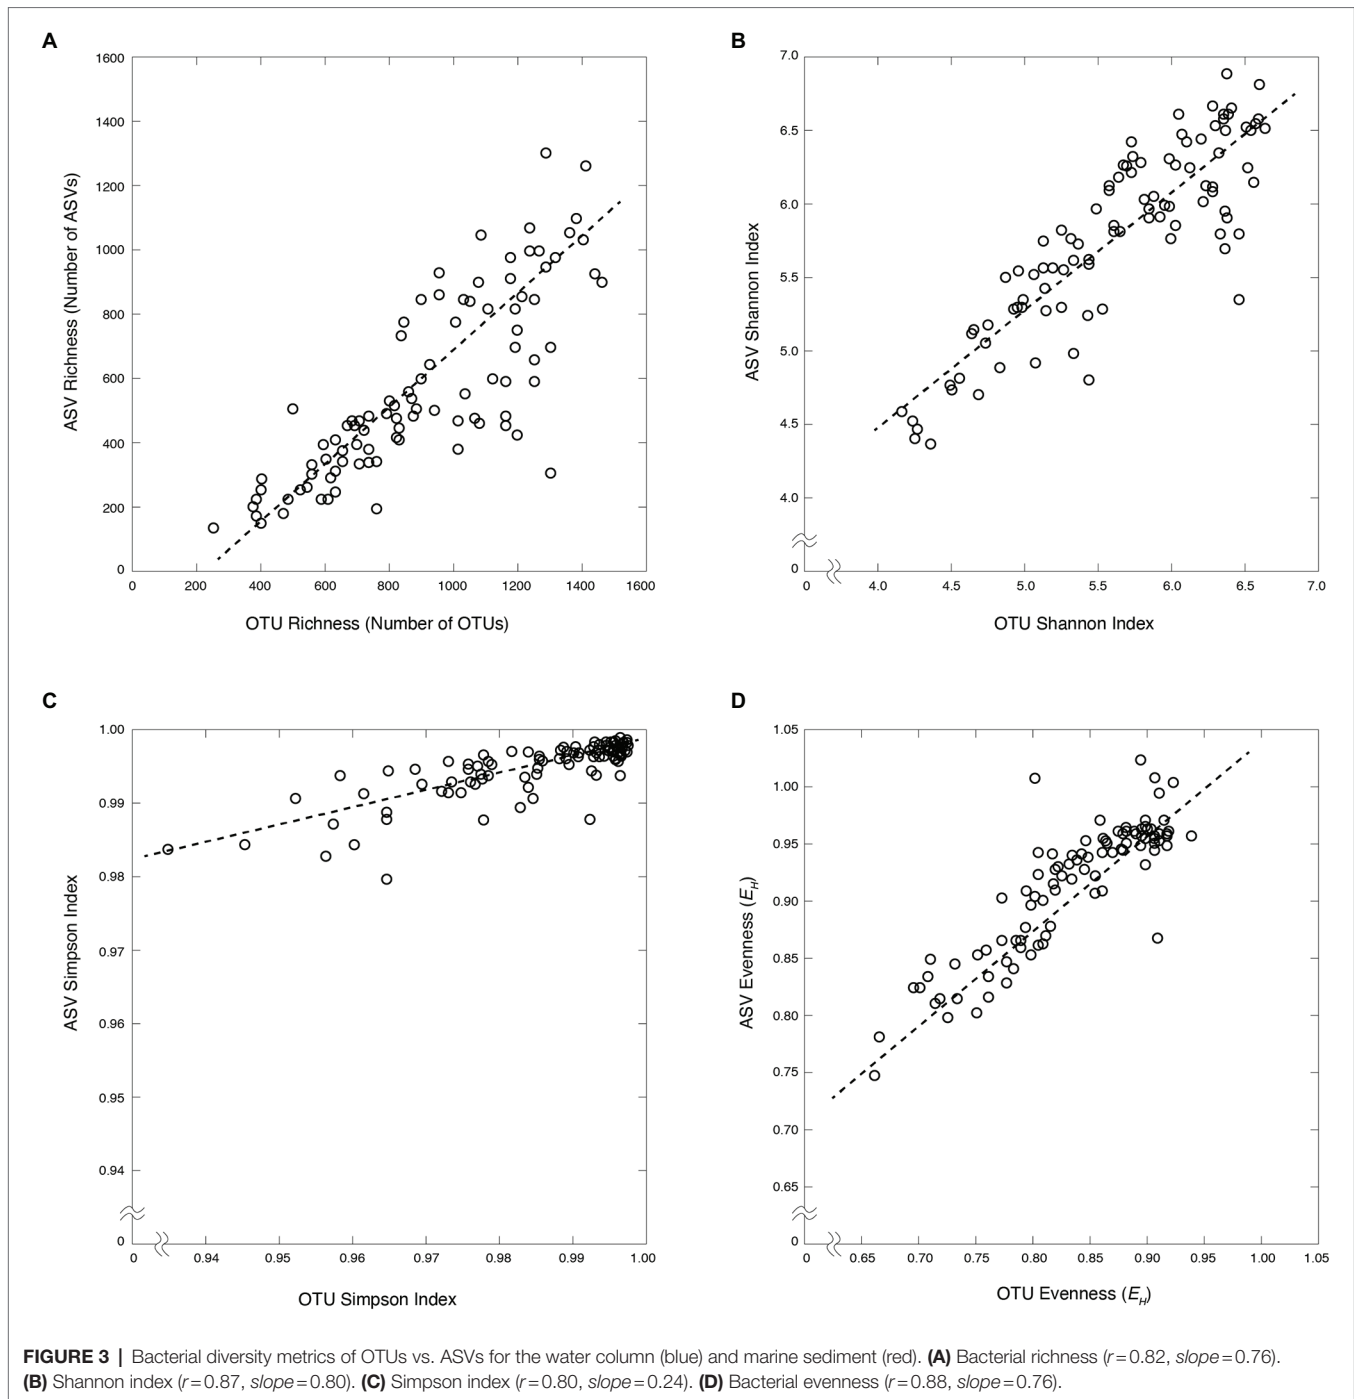 A
B
1600
1400
1200
1000
800
600
400
200
0
ASV Richness (Number of ASVs)
0 200 400 600 800 1000 1200 1400 1600
OTU Richness (Number of OTUs)
7.0
6.5
6.0
5.5
5.0
4.5
4.0
0
ASV Shannon Index
0 4.0 4.5 5.0 5.5 6.0 6.5 7.0
OTU Shannon Index
C
D
1.00
0.99
0.98
0.97
0.96
0.95
0.94
0
ASV Simpson Index
0 0.94 0.95 0.96 0.97 0.98 0.99 1.00
OTU Simpson Index
1.05
1.00
0.95
0.90
0.85
0.80
0.75
0.70
0.65
0
ASV Evenness (E_H)
0 0.65 0.70 0.75 0.80 0.85 0.90 0.95 1.00 1.05
OTU Evenness (E_H)
FIGURE 3 | Bacterial diversity metrics of OTUs vs. ASVs for the water column (blue) and marine sediment (red). (A) Bacterial richness (r=0.82, slope=0.76).
(B) Shannon index (r=0.87, slope=0.80). (C) Simpson index (r=0.80, slope=0.24). (D) Bacterial evenness (r=0.88, slope=0.76).